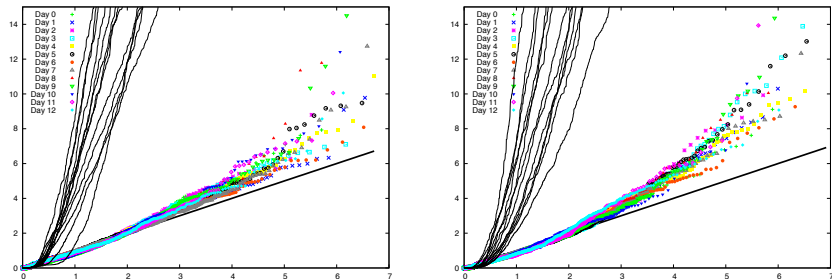 14
12
10
8
6
4
2
0
0 1 2 3 4 5 6 7
Day 0
Day 1
Day 2
Day 3
Day 4
Day 5
Day 6
Day 7
Day 8
Day 9
Day 10
Day 11
Day 12
14
12
10
8
6
4
2
0
0 1 2 3 4 5 6
Day 0
Day 1
Day 2
Day 3
Day 4
Day 5
Day 6
Day 7
Day 8
Day 9
Day 10
Day 11
Day 12